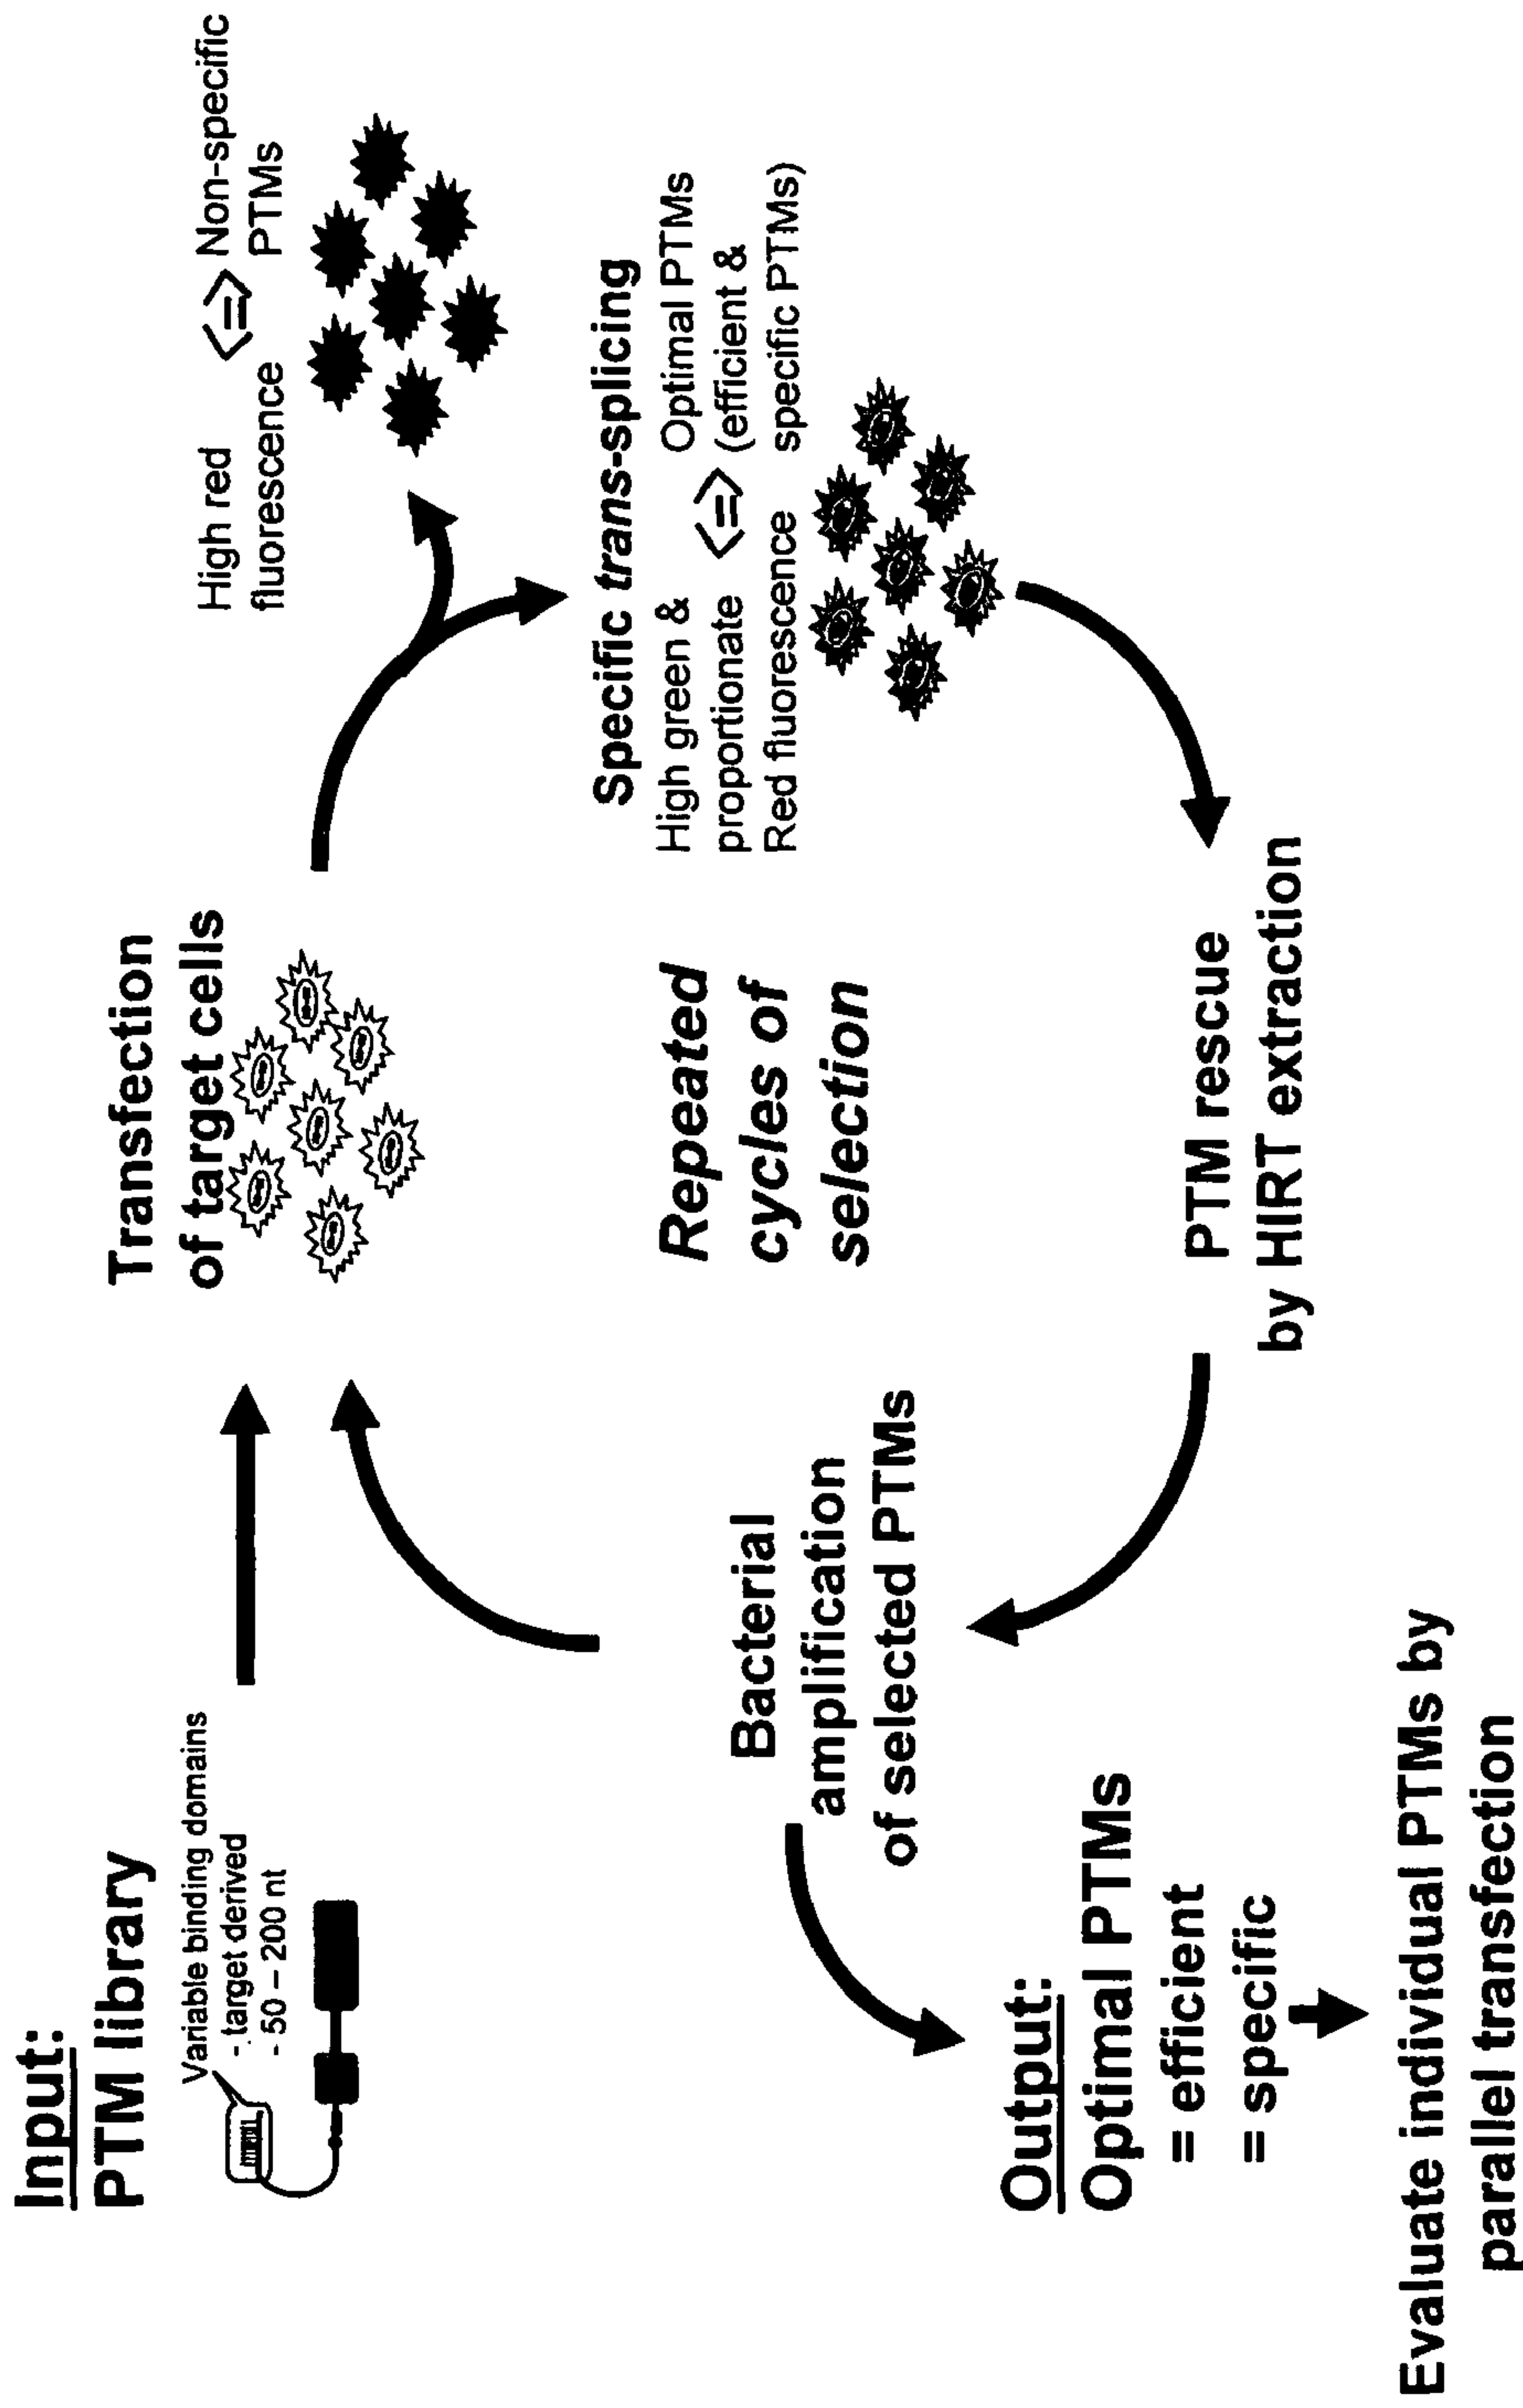 Input:
PTM library
Variable binding domains
- target derived
- 50 – 200 nt
Transfection
of target cells
High red
fluorescence
<=>
Non-specific
PTMs
Specific trans-splicing
High green &
proportionate
Red fluorescence
<=>
Optimal PTMs
(efficient &
specific PTMs)
Repeated
cycles of
selection
PTM rescue
by HIRT extraction
Bacterial
amplification
of selected PTMs
Output:
Optimal PTMs
= efficient
= specific
Evaluate individual PTMs by
parallel transfection